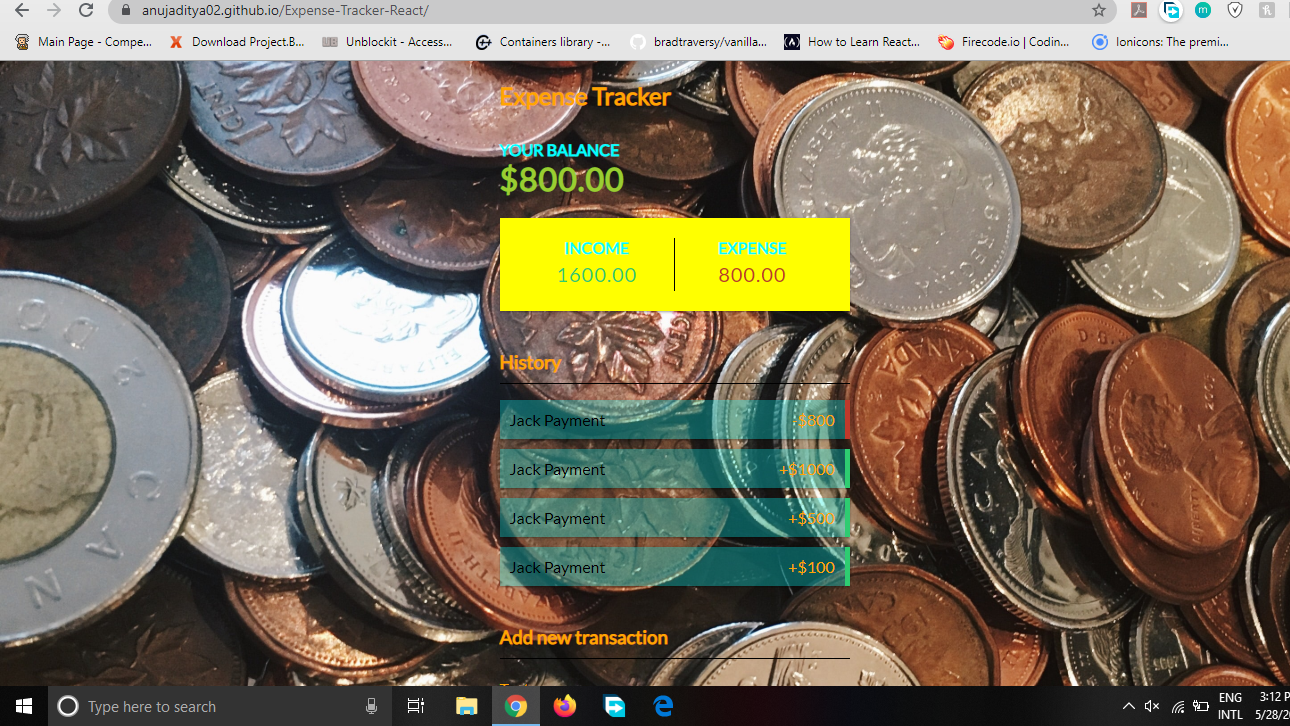 anujaditya02.github.io/Expense-Tracker-React/
Main Page - Compe... Download Project.B... Unblockit - Access... Containers library -... bradtraversy/vanilla... How to Learn React... Firecode.io | Codin... Ionicons: The premi...
Expense Tracker
YOUR BALANCE
$800.00
INCOME EXPENSE
1600.00 800.00
History
Jack Payment -$800
Jack Payment +$1000
Jack Payment +$500
Jack Payment +$100
Add new transaction
Type here to search
ENG 3:12 P
INTL 5/28/2